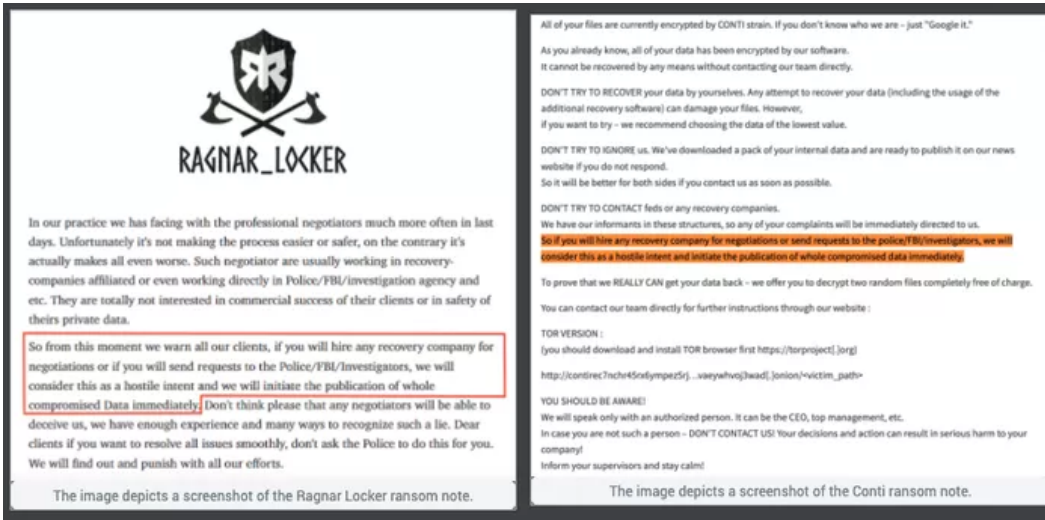 RAGNAR_LOCKER
In our practice we has facing with the professional negotiators much more often in last
days. Unfortunately it's not making the process easier or safer, on the contrary it's
actually makes all even worse. Such negotiator are usually working in recovery-
companies affiliated or even working directly in Police/FBI/investigation agency and
etc. They are totally not interested in commercial success of their clients or in safety of
theirs private data.
So from this moment we warn all our clients, if you will hire any recovery company for
negotiations or if you will send requests to the Police/FBI/Investigators, we will
consider this as a hostile intent and we will initiate the publication of whole
compromised Data immediately. Don't think please that any negotiators will be able to
deceive us, we have enough experience and many ways to recognize such a lie. Dear
clients if you want to resolve all issues smoothly, don't ask the Police to do this for you.
We will find out and punish with all our efforts.
The image depicts a screenshot of the Ragnar Locker ransom note.
All of your files are currently encrypted by CONTI strain. If you don't know who we are – just "Google it."
As you already know, all of your data has been encrypted by our software.
It cannot be recovered by any means without contacting our team directly.
DON'T TRY TO RECOVER your data by yourselves. Any attempt to recover your data (including the usage of the
additional recovery software) can damage your files. However,
if you want to try – we recommend choosing the data of the lowest value.
DON'T TRY TO IGNORE us. We've downloaded a pack of your internal data and are ready to publish it on our news
website if you do not respond.
So it will be better for both sides if you contact us as soon as possible.
DON'T TRY TO CONTACT feds or any recovery companies.
We have our informants in these structures, so any of your complaints will be immediately directed to us.
So if you will hire any recovery company for negotiations or send requests to the police/FBI/investigators, we will
consider this as a hostile intent and initiate the publication of whole compromised data immediately.
To prove that we REALLY CAN get your data back – we offer you to decrypt two random files completely free of charge.
You can contact our team directly for further instructions through our website :
TOR VERSION :
(you should download and install TOR browser first https://torproject[.]org)
YOU SHOULD BE AWARE!
We will speak only with an authorized person. It can be the CEO, top management, etc.
In case you are not such a person – DON'T CONTACT US! Your decisions and action can result in serious harm to your
company!
Inform your supervisors and stay calm!
The image depicts a screenshot of the Conti ransom note.